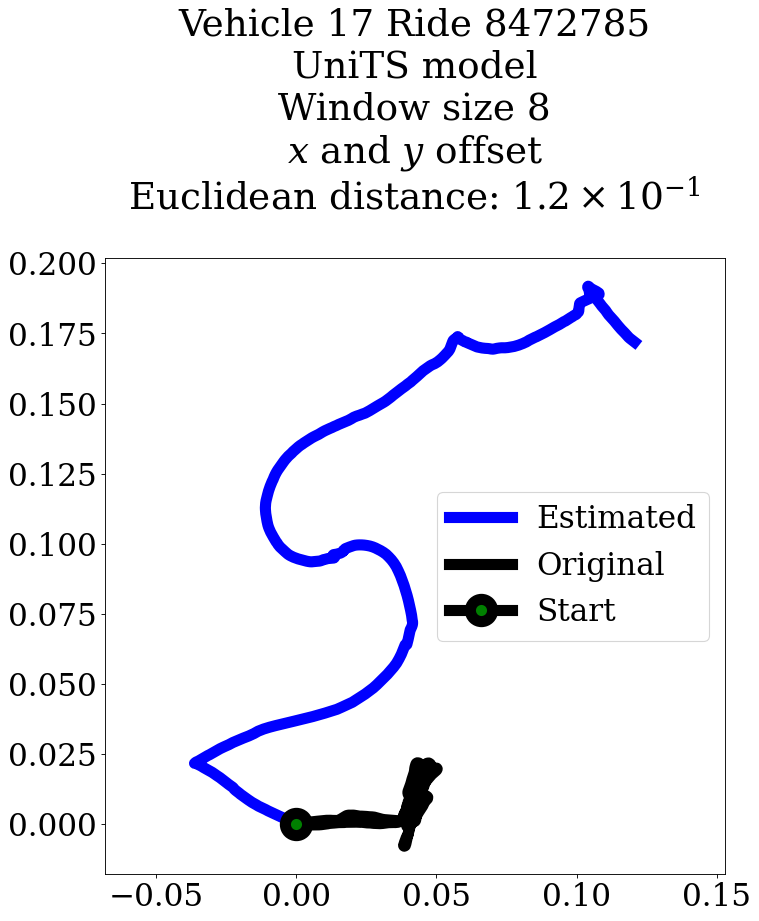 Vehicle 17 Ride 8472785
UniTS model
Window size 8
x and y offset
Euclidean distance: 1.2 × 10⁻¹
0.200
0.175
0.150
0.125
0.100
0.075
0.050
0.025
0.000
Estimated
Original
Start
−0.05
0.00
0.05
0.10
0.15